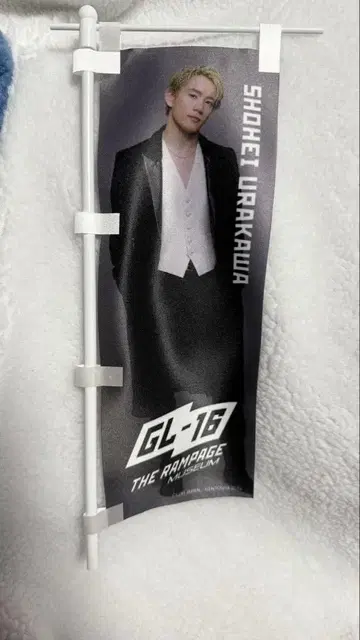 SHOHEI URAKAWA
GL-16
THE RAMPAGE
MUSEUM